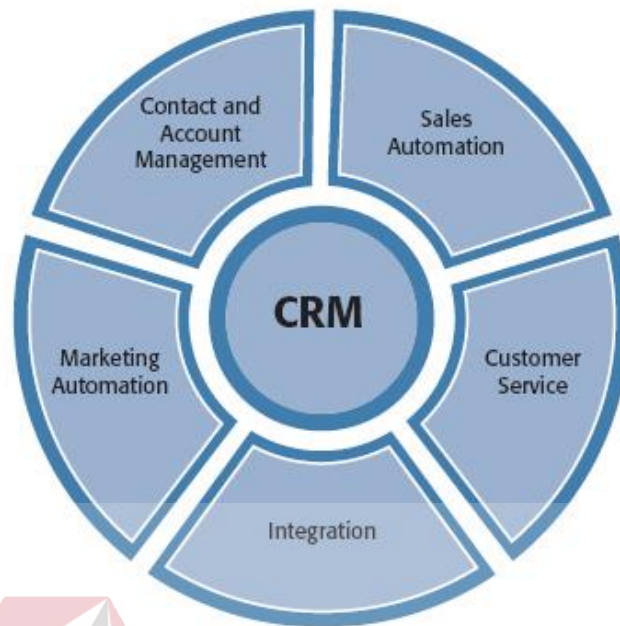 Contact and
Account
Management
Sales
Automation
CRM
Marketing
Automation
Customer
Service
Integration